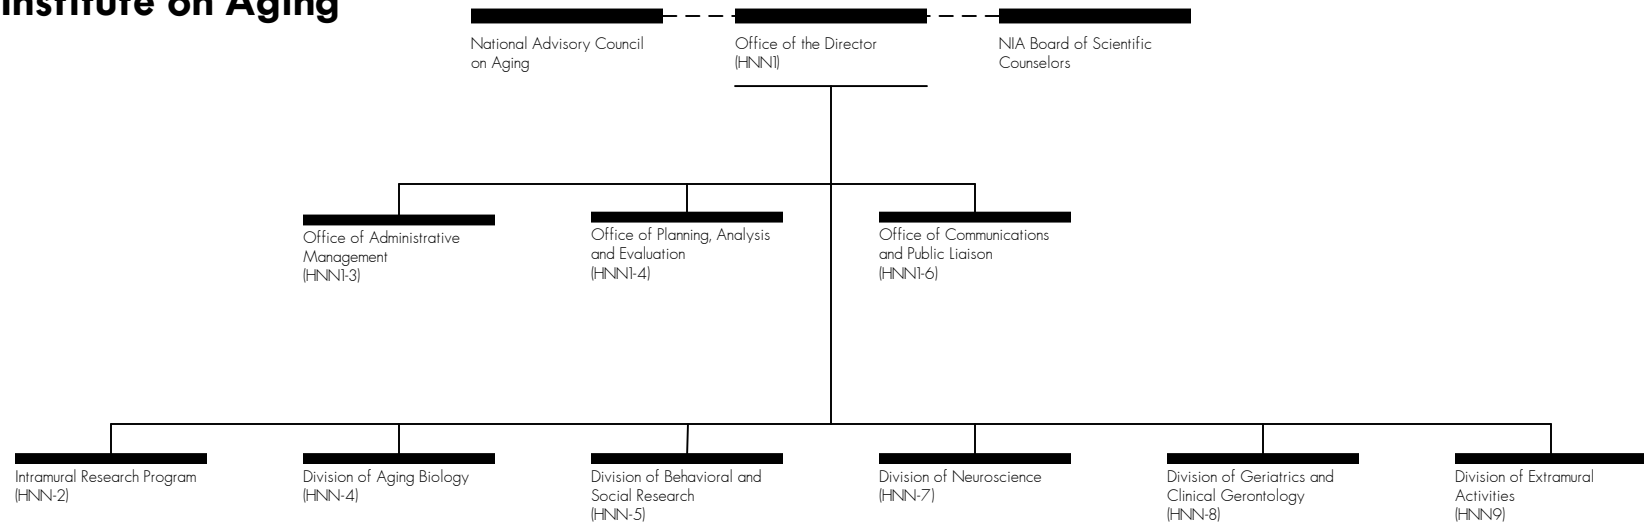 Institute on Aging
National Advisory Council
on Aging
Office of the Director
(HNN1)
NIA Board of Scientific
Counselors
Office of Administrative
Management
(HNN1-3)
Office of Planning, Analysis
and Evaluation
(HNN1-4)
Office of Communications
and Public Liaison
(HNN1-6)
Intramural Research Program
(HNN-2)
Division of Aging Biology
(HNN-4)
Division of Behavioral and
Social Research
(HNN-5)
Division of Neuroscience
(HNN-7)
Division of Geriatrics and
Clinical Gerontology
(HNN-8)
Division of Extramural
Activities
(HNN9)